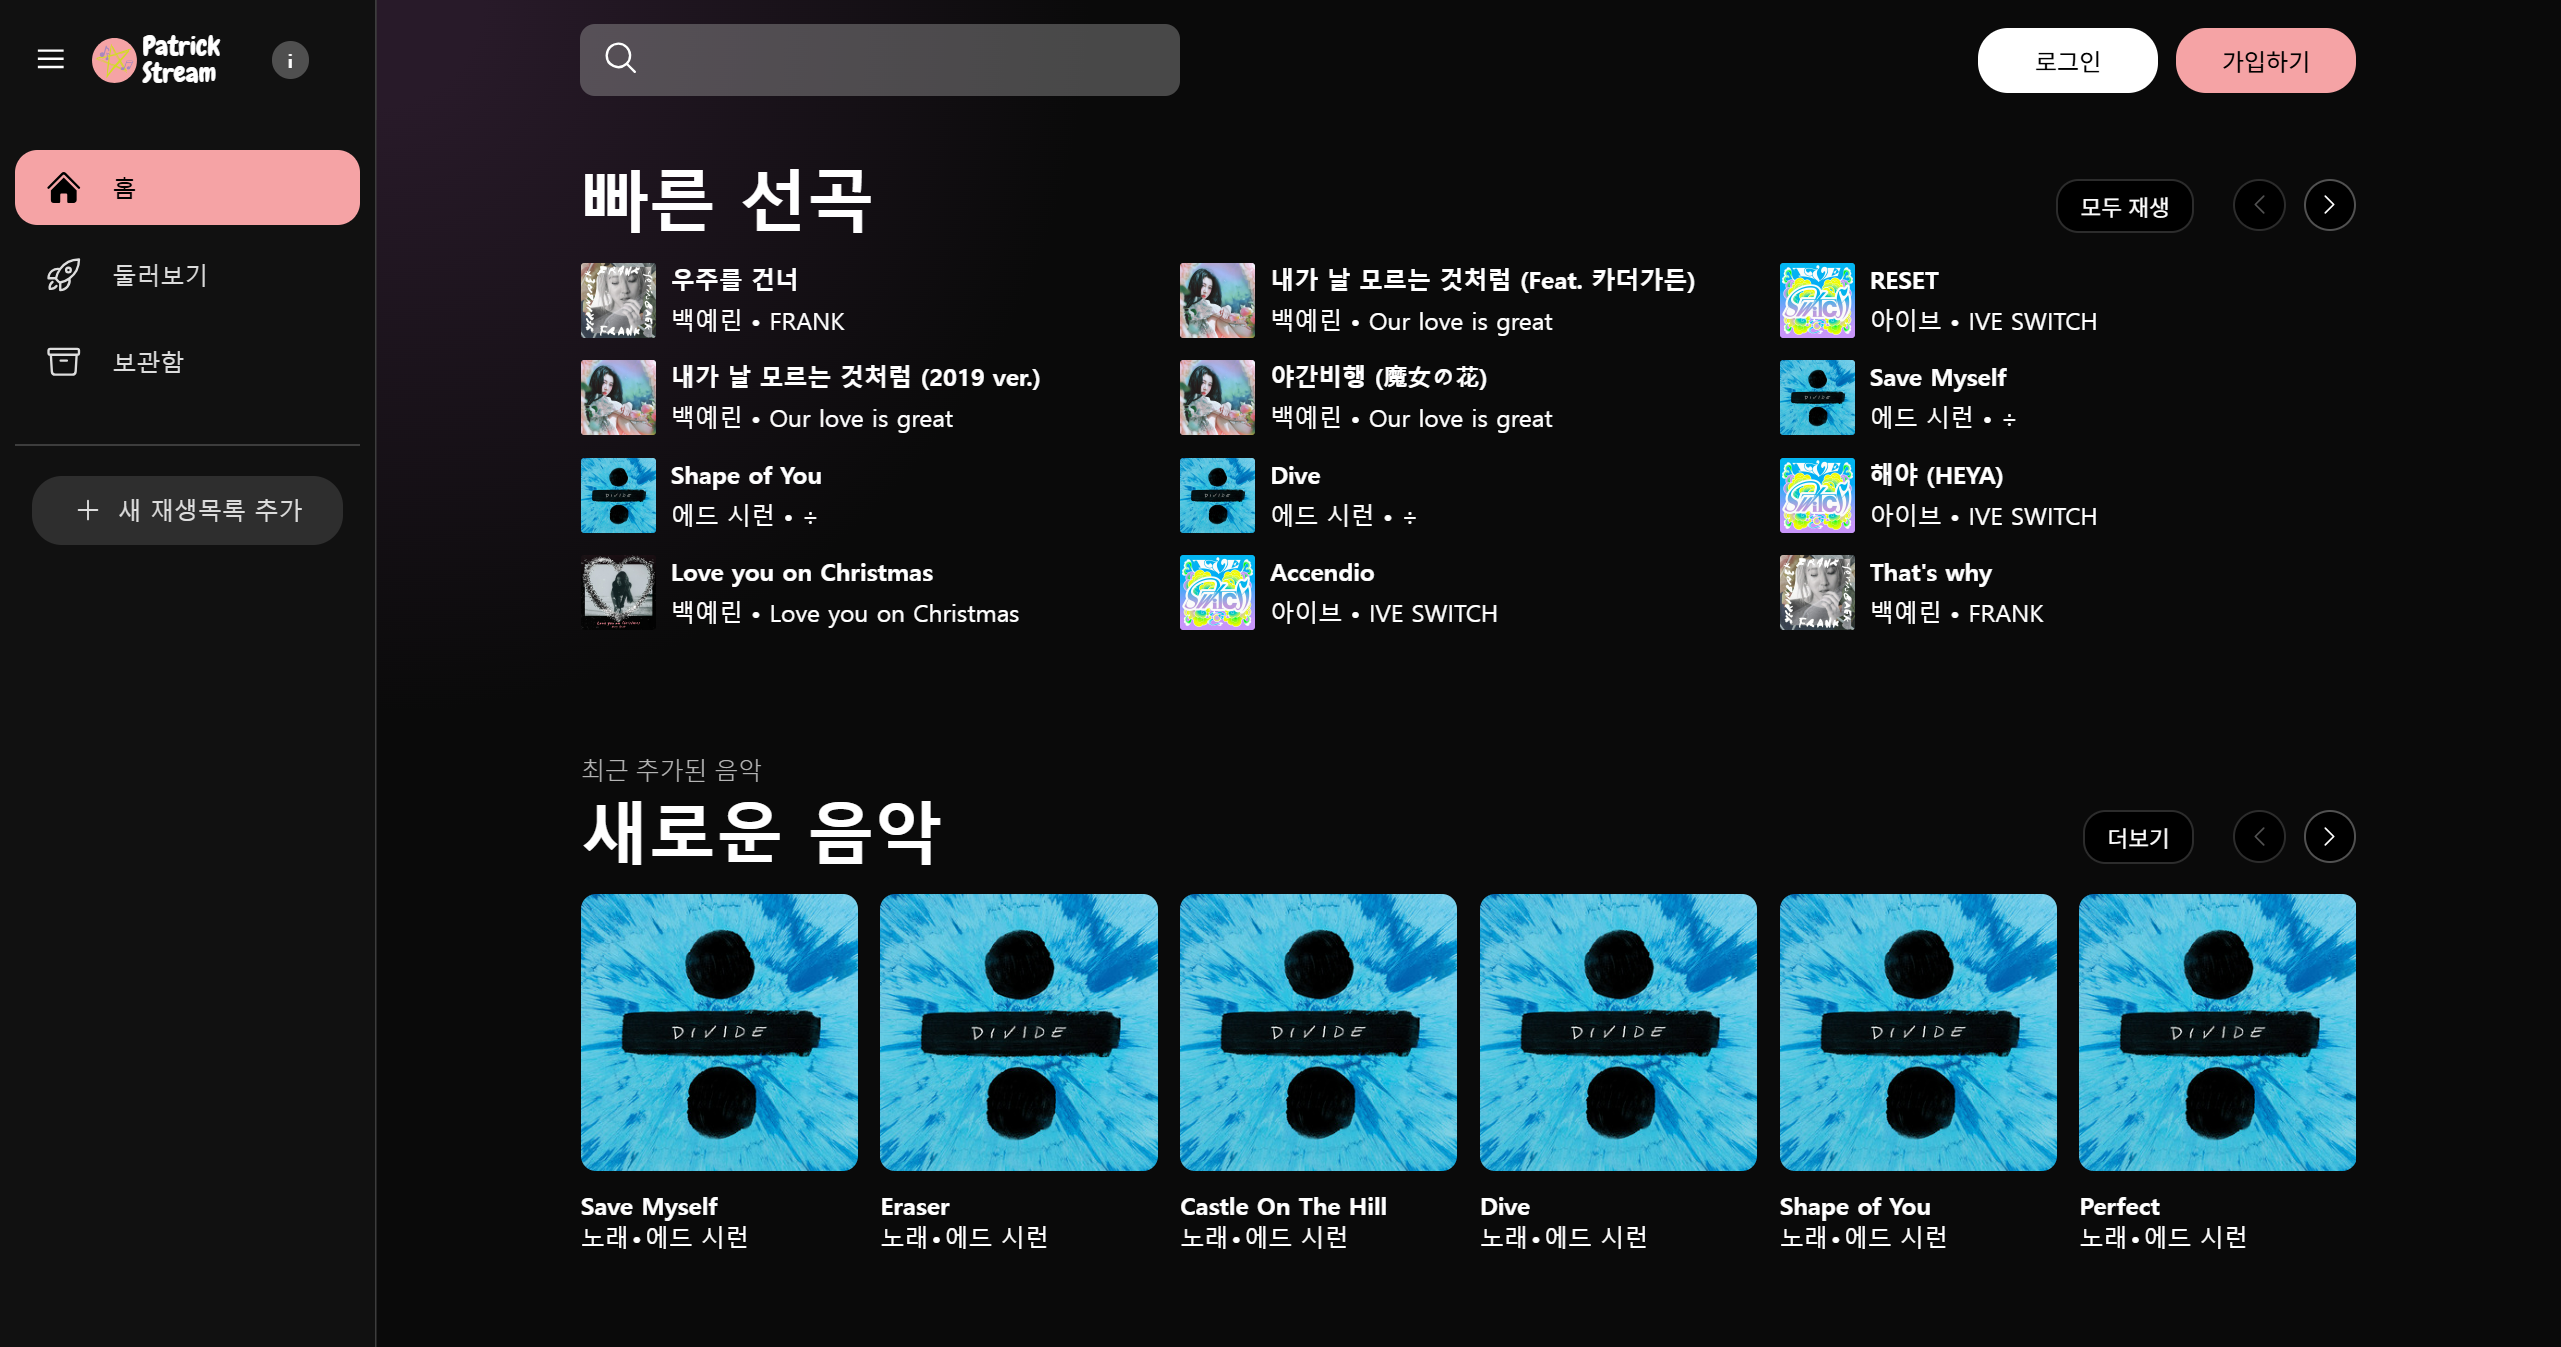 Patrick
Stream
i
로그인
가입하기
홈
둘러보기
보관함
새 재생목록 추가
빠른 선곡
모두 재생
우주를 건너
백예린 • FRANK
내가 날 모르는 것처럼 (Feat. 카더가든)
백예린 • Our love is great
RESET
아이브 • IVE SWITCH
내가 날 모르는 것처럼 (2019 ver.)
백예린 • Our love is great
야간비행 (魔女の花)
백예린 • Our love is great
Save Myself
에드 시런 • ÷
Shape of You
에드 시런 • ÷
Dive
에드 시런 • ÷
해야 (HEYA)
아이브 • IVE SWITCH
Love you on Christmas
백예린 • Love you on Christmas
Accendio
아이브 • IVE SWITCH
That's why
백예린 • FRANK
최근 추가된 음악
새로운 음악
더보기
DIVIDE
DIVIDE
DIVIDE
DIVIDE
DIVIDE
DIVIDE
Save Myself
노래•에드 시런
Eraser
노래•에드 시런
Castle On The Hill
노래•에드 시런
Dive
노래•에드 시런
Shape of You
노래•에드 시런
Perfect
노래•에드 시런